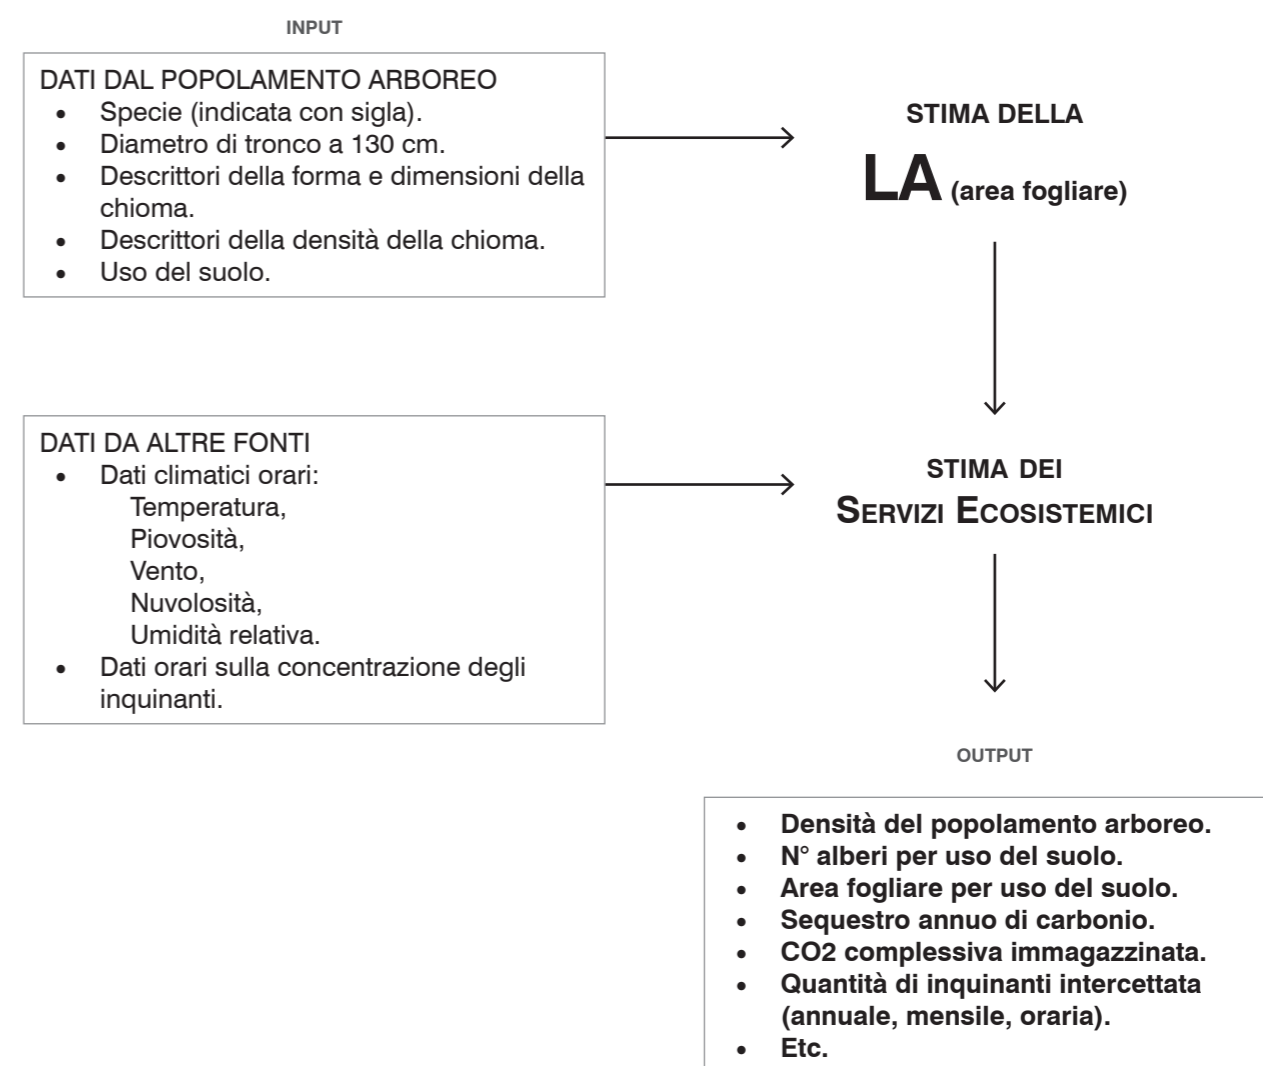 INPUT
DATI DAL POPOLAMENTO ARBOREO
• Specie (indicata con sigla).
• Diametro di tronco a 130 cm.
• Descrittori della forma e dimensioni della
chioma.
• Descrittori della densità della chioma.
• Uso del suolo.
STIMA DELLA
LA (area fogliare)
DATI DA ALTRE FONTI
• Dati climatici orari:
Temperatura,
Piovosità,
Vento,
Nuvolosità,
Umidità relativa.
• Dati orari sulla concentrazione degli
inquinanti.
STIMA DEI
SERVIZI ECOSISTEMICI
OUTPUT
• Densità del popolamento arboreo.
• N° alberi per uso del suolo.
• Area fogliare per uso del suolo.
• Sequestro annuo di carbonio.
• CO2 complessiva immagazzinata.
• Quantità di inquinanti intercettata
(annuale, mensile, oraria).
• Etc.